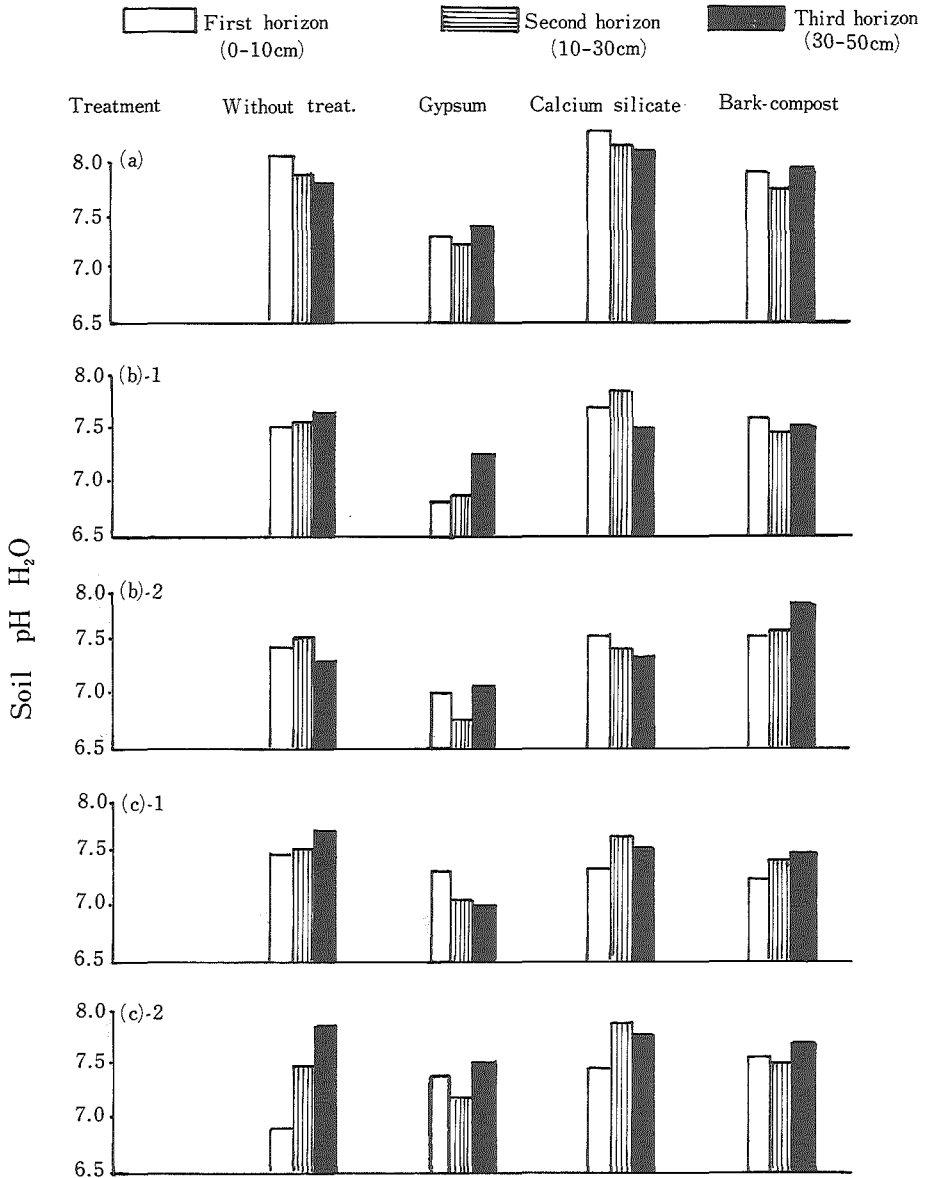 First horizon (0-10cm)
Second horizon (10-30cm)
Third horizon (30-50cm)
Treatment Without treat. Gypsum Calcium silicate Bark-compost
(a)
8.0
7.5
7.0
6.5
(b)-1
8.0
7.5
7.0
6.5
(b)-2
8.0
7.5
7.0
6.5
(c)-1
8.0
7.5
7.0
6.5
(c)-2
8.0
7.5
7.0
6.5
Soil pH H₂O